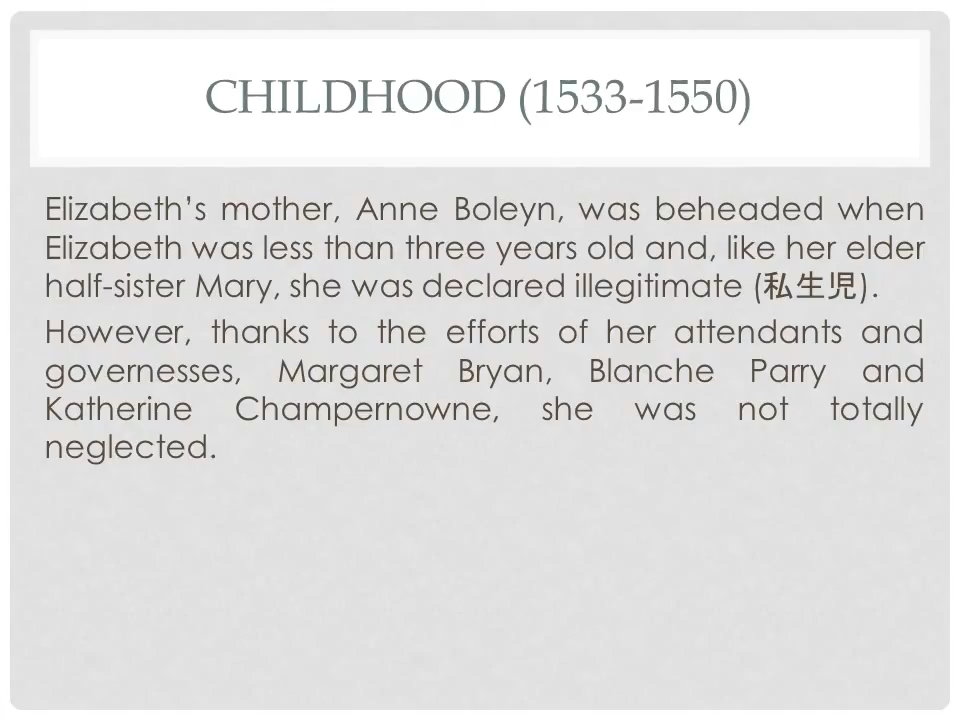 CHILDHOOD (1533-1550)
Elizabeth’s mother, Anne Boleyn, was beheaded when
Elizabeth was less than three years old and, like her elder
half-sister Mary, she was declared illegitimate (私生児).
However, thanks to the efforts of her attendants and
governesses, Margaret Bryan, Blanche Parry and
Katherine Champernowne, she was not totally
neglected.